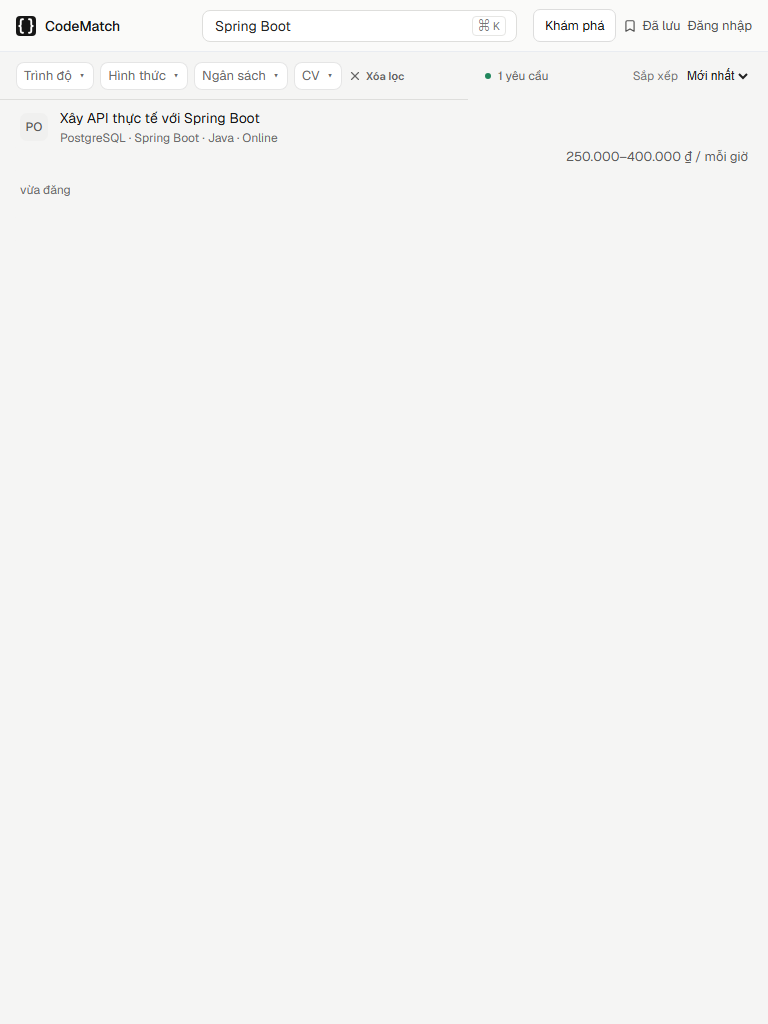 CodeMatch
Spring Boot ⌘ K
Khám phá
Đã lưu
Đăng nhập
Trình độ
Hình thức
Ngân sách
CV
Xóa lọc
1 yêu cầu
Sắp xếp Mới nhất
PO
Xây API thực tế với Spring Boot
PostgreSQL · Spring Boot · Java · Online
250.000–400.000 ₫ / mỗi giờ
vừa đăng